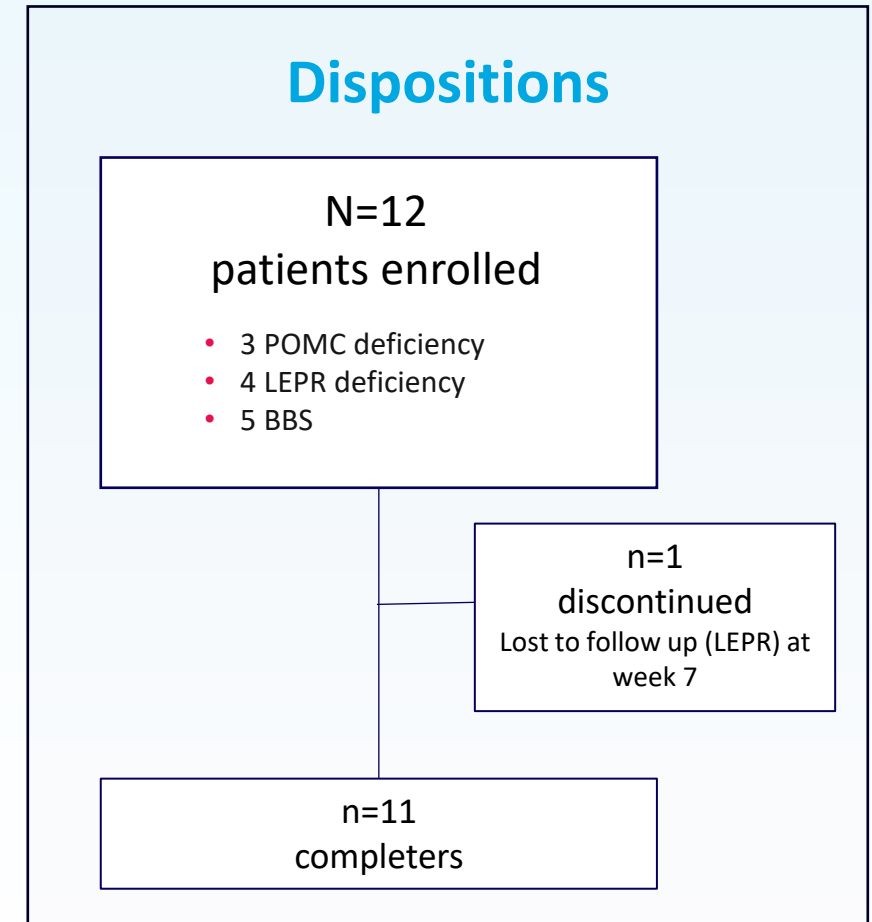 Dispositions
N=12
patients enrolled
• 3 POMC deficiency
• 4 LEPR deficiency
• 5 BBS
n=1
discontinued
Lost to follow up (LEPR) at
week 7
n=11
completers